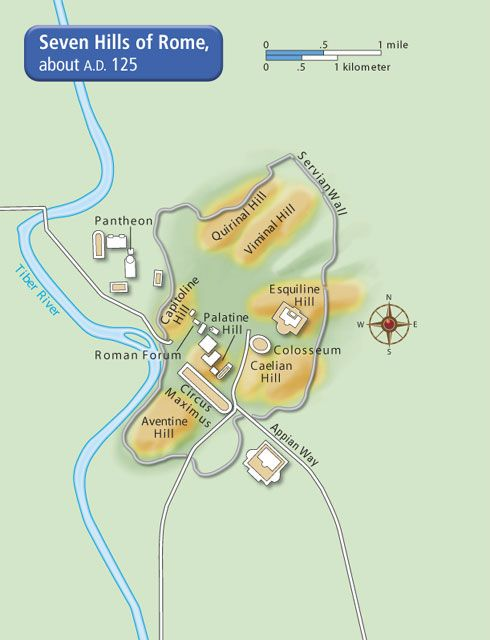 Seven Hills of Rome,
about A.D. 125
0 .5 1 mile
0 .5 1 kilometer
Servian Wall
Quirinal Hill
Viminal Hill
Pantheon
Tiber River
Capitoline
Hill
Esquiline
Hill
N
W E
S
Palatine
Hill
Roman Forum
Colosseum
Caelian
Hill
Circus
Maximus
Aventine
Hill
Appian Way